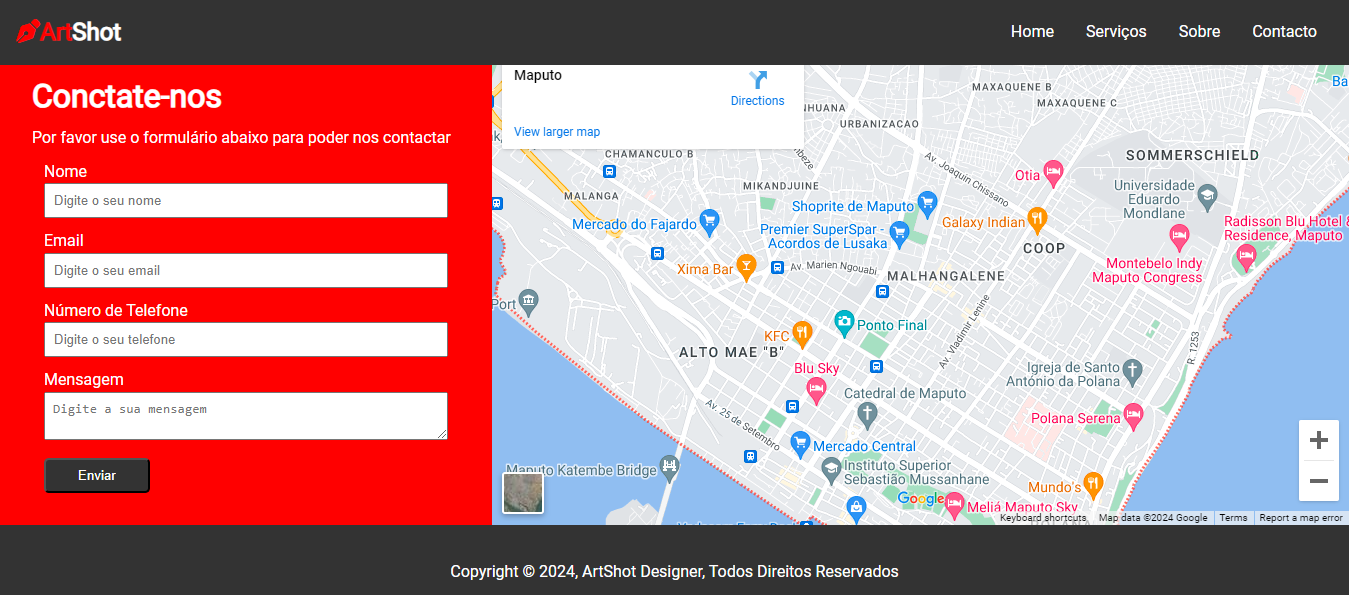 ArtShot
Home
Serviços
Sobre
Contacto
Conctate-nos
Por favor use o formulário abaixo para poder nos contactar
Nome
Digite o seu nome
Email
Digite o seu email
Número de Telefone
Digite o seu telefone
Mensagem
Digite a sua mensagem
Enviar
Maputo
Directions
View larger map
MAXAQUENE B
MAXAQUENE C
URBANIZACAO
CHAMANCULO B
Av. Joaquin Chissano
SOMMERSCHIELD
Otia
MIKANDJUINE
MALANGA
Universidade
Eduardo
Mondlane
Shoprite de Maputo
Mercado do Fajardo
Galaxy Indian
Radisson Blu Hotel &
Residence, Maputo
Premier SuperSpar -
Acordos de Lusaka
COOP
Xima Bar
Av. Marien Ngouabi
MALHANGALENE
Montebelo Indy
Maputo Congress
Port
Av. Vladimir Lenine
Ponto Final
KFC
R. 1253
ALTO MAE "B"
Blu Sky
Igreja de Santo
António da Polana
Catedral de Maputo
Av. 25 de Setembro
Polana Serena
Mercado Central
Maputo Katembe Bridge
Instituto Superior
Sebastião Mussanhane
Mundo's
Google
Meliá Maputo Sky
Keyboard shortcuts
Map data ©2024 Google
Terms
Report a map error
Copyright © 2024, ArtShot Designer, Todos Direitos Reservados